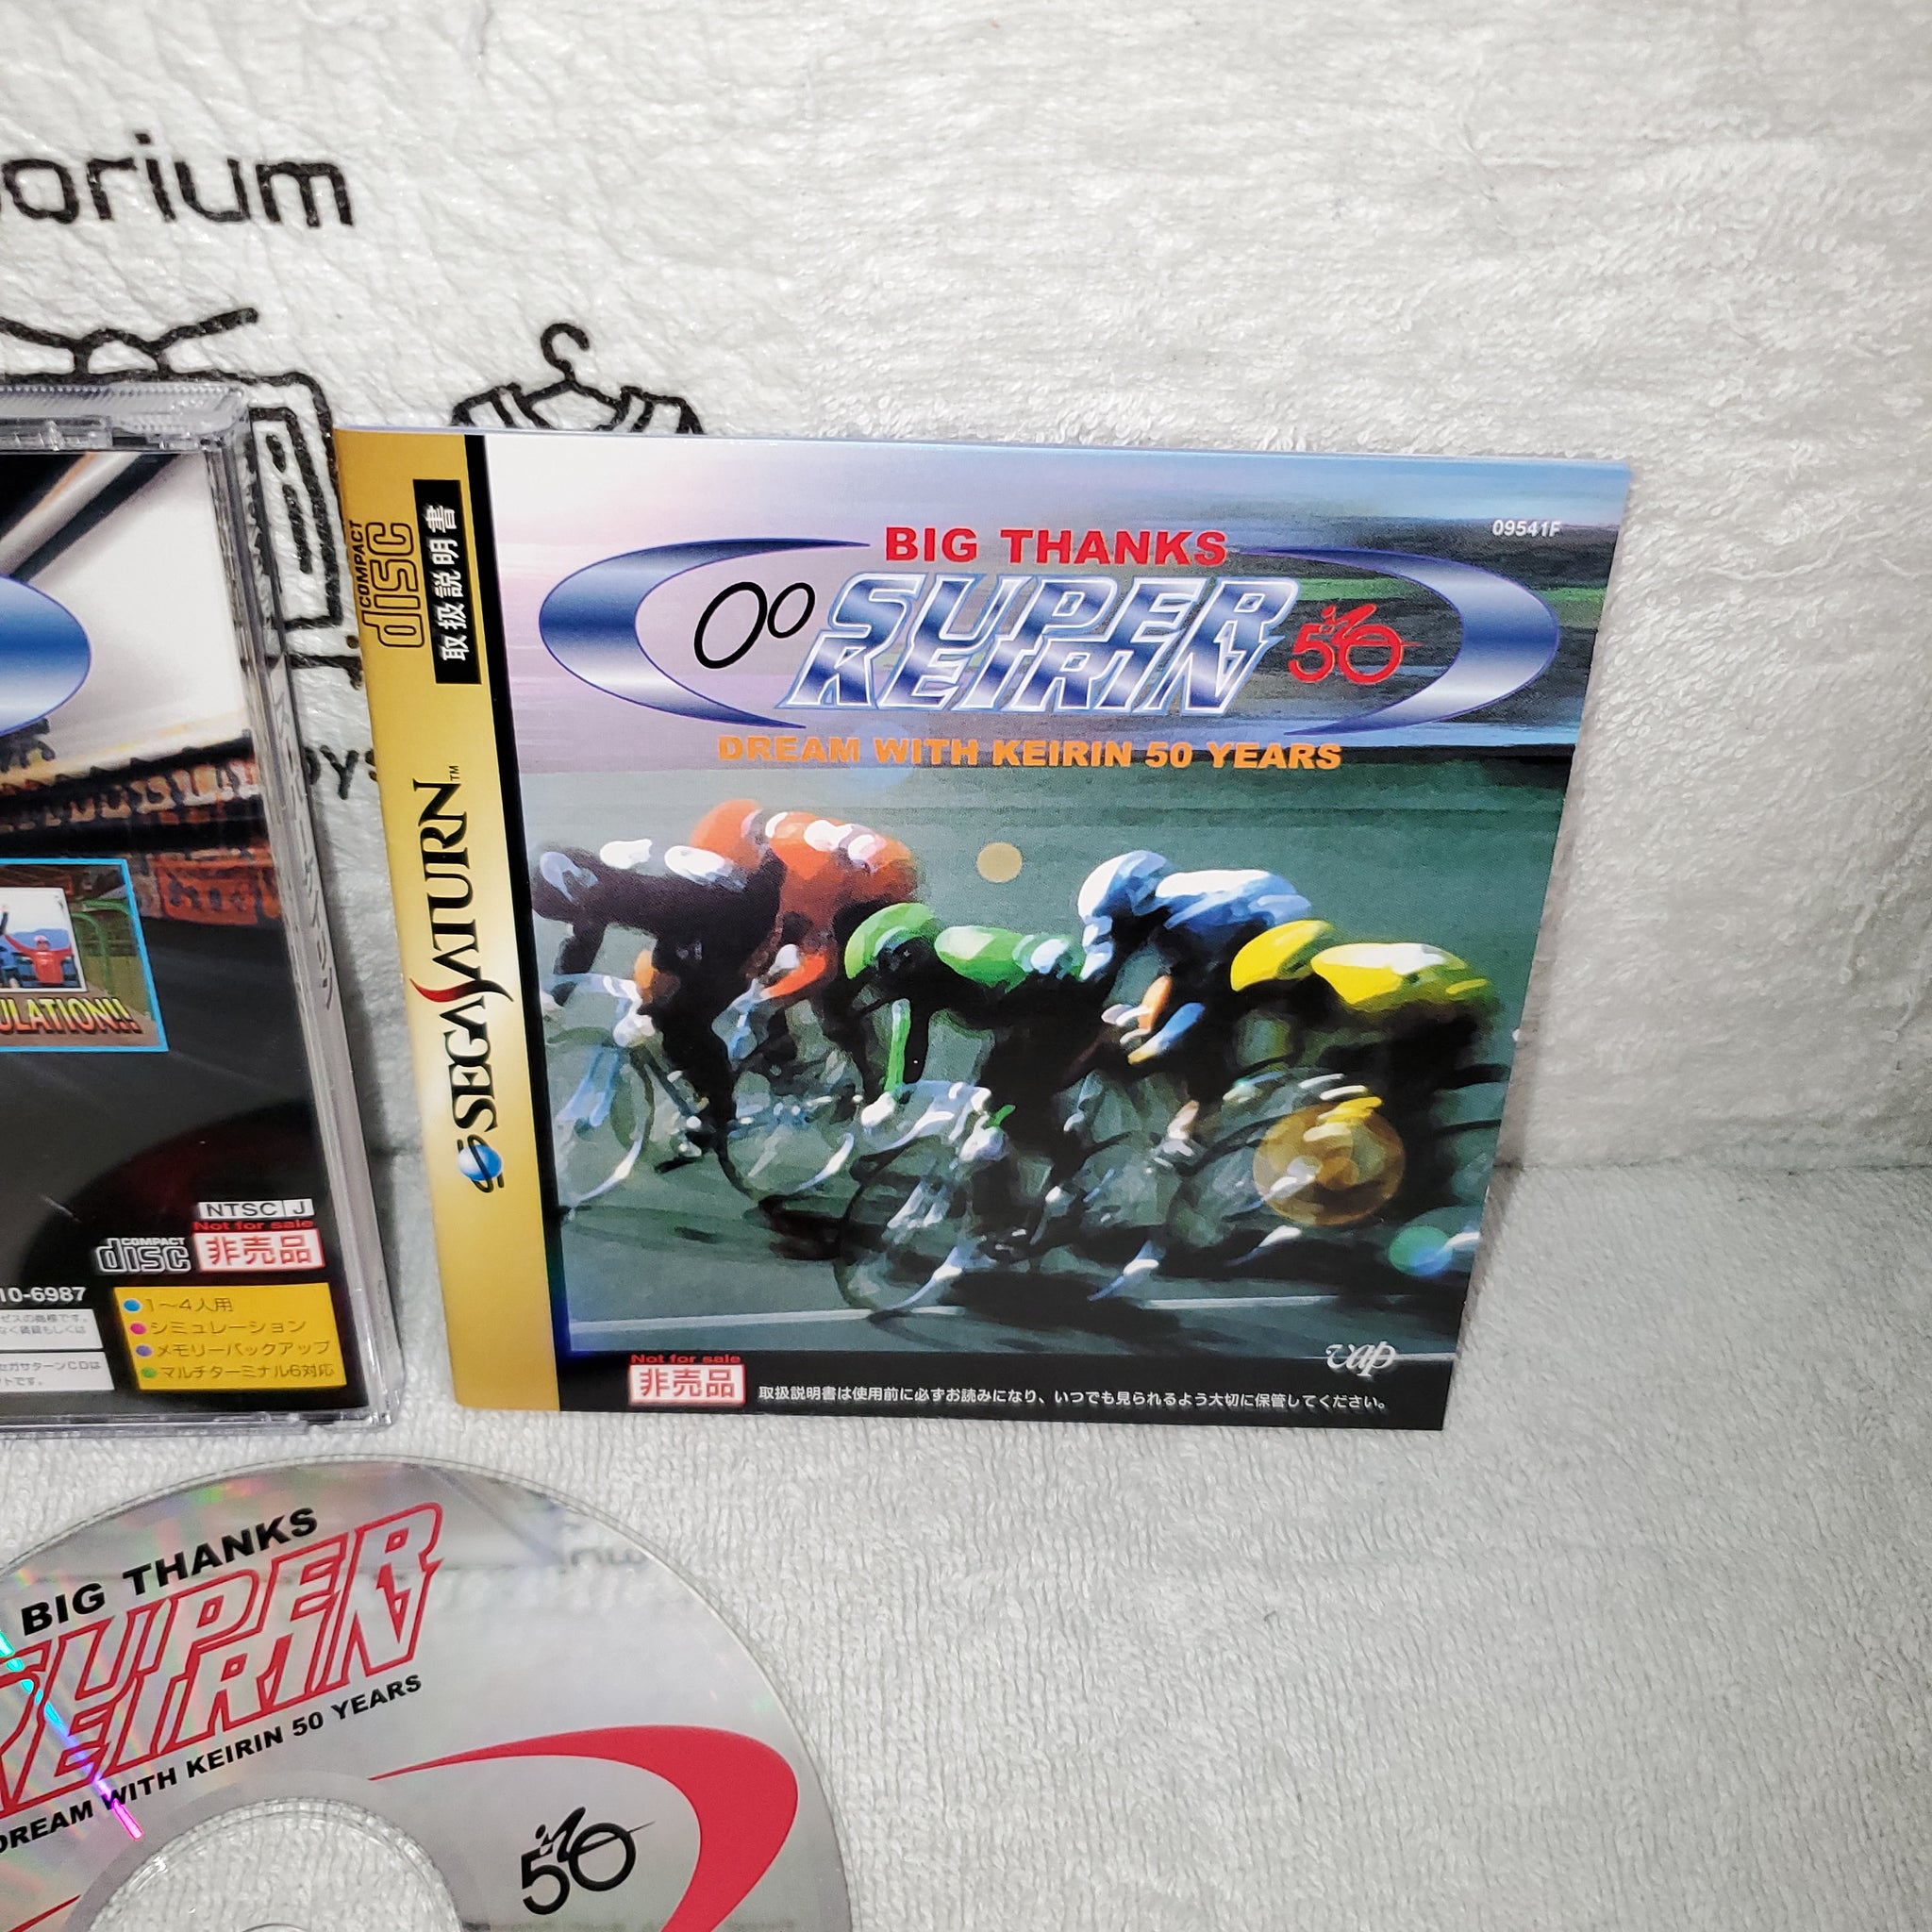 orium
COMPACT
disc
取扱説明書
SEGA SATURN™
09541F
BIG THANKS
SUPER
KEIRIN
50
DREAM WITH KEIRIN 50 YEARS
vap
Not for sale
非売品
取扱説明書は使用前に必ずお読みになり、いつでも見られるよう大切に保管してください。
ULATION!!
NTSC J
Not for sale
COMPACT
disc
非売品
10-6987
1〜4人用
シミュレーション
メモリーバックアップ
マルチターミナル6対応
BIG THANKS
SUPER
KEIRIN
DREAM WITH KEIRIN 50 YEARS
50